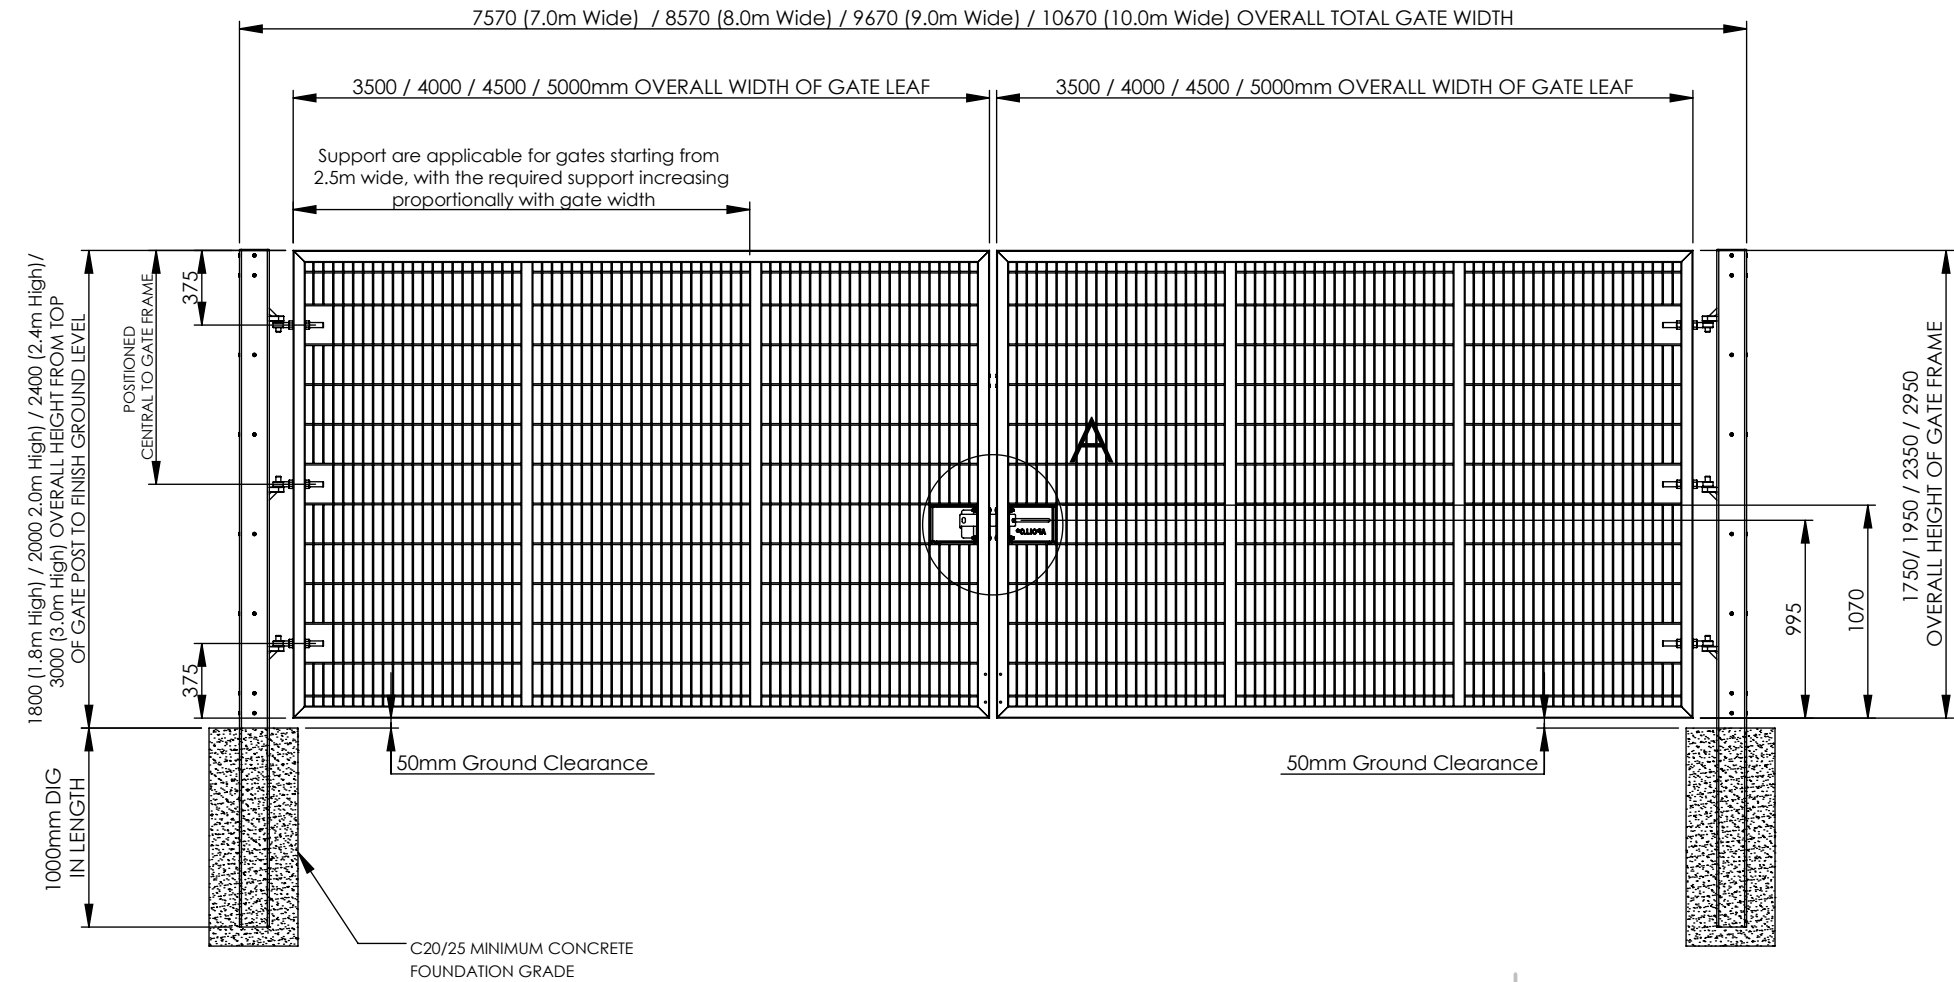 7570 (7.0m Wide) / 8570 (8.0m Wide) / 9670 (9.0m Wide) / 10670 (10.0m Wide) OVERALL TOTAL GATE WIDTH
3500 / 4000 / 4500 / 5000mm OVERALL WIDTH OF GATE LEAF
3500 / 4000 / 4500 / 5000mm OVERALL WIDTH OF GATE LEAF
Support are applicable for gates starting from
2.5m wide, with the required support increasing
proportionally with gate width
1800 (1.8m High) / 2000 2.0m High) / 2400 (2.4m High)/
3000 (3.0m High) OVERALL HEIGHT FROM TOP
OF GATE POST TO FINISH GROUND LEVEL
POSITIONED
CENTRAL TO GATE FRAME
375
375
A
995
1070
1750/ 1950 / 2350 / 2950
OVERALL HEIGHT OF GATE FRAME
50mm Ground Clearance
50mm Ground Clearance
1000mm DIG
IN LENGTH
C20/25 MINIMUM CONCRETE
FOUNDATION GRADE